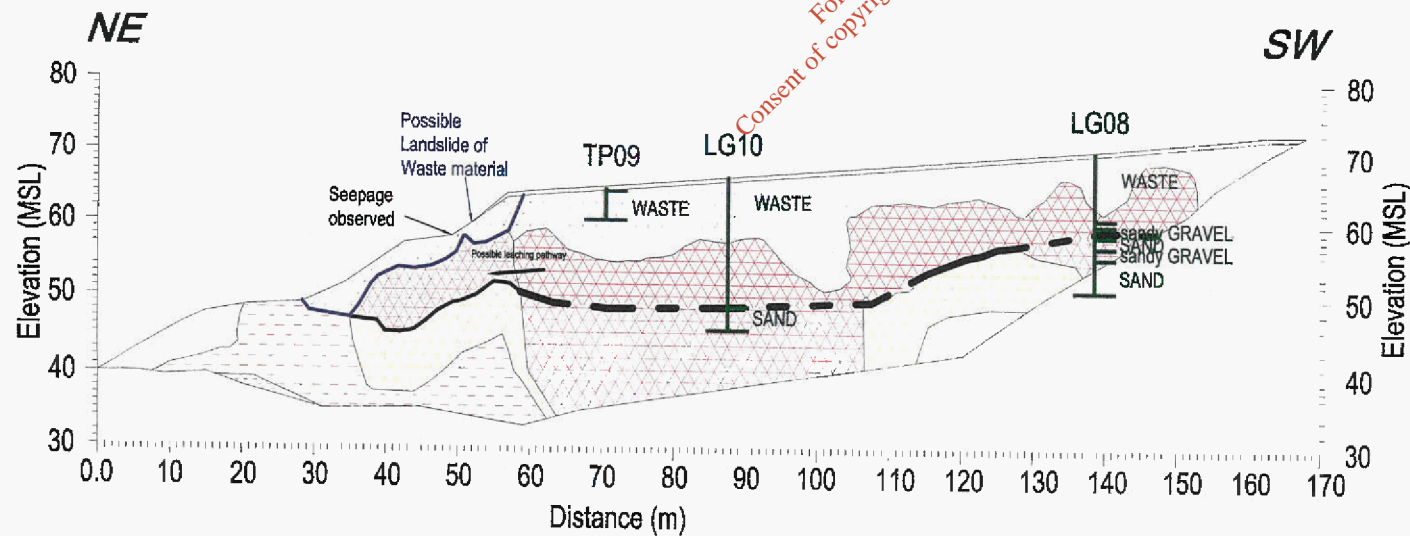 For
Consent of copyrig
NE
SW
80
70
60
50
40
30
Elevation (MSL)
Possible
Landslide of
Waste material
Seepage
observed
Possible leaching pathway
TP09
WASTE
LG10
WASTE
SAND
LG08
WASTE
sandy GRAVEL
SAND
sandy GRAVEL
SAND
80
70
60
50
40
30
Elevation (MSL)
0.0 10 20 30 40 50 60 70 80 90 100 110 120 130 140 150 160 170
Distance (m)